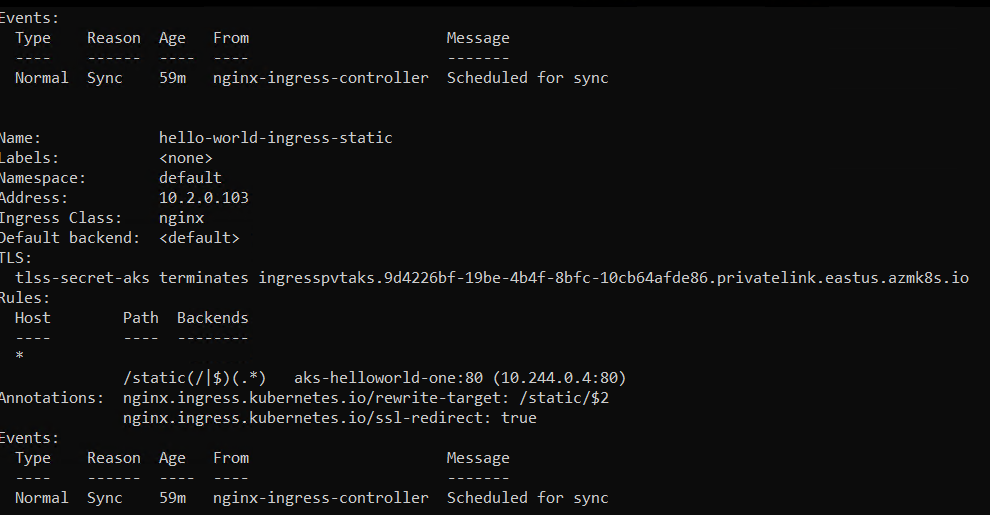 Events:
  Type    Reason  Age   From                      Message
  ----    ------  ----  ----                      -------
  Normal  Sync    59m   nginx-ingress-controller  Scheduled for sync
Name:             hello-world-ingress-static
Labels:           <none>
Namespace:        default
Address:          10.2.0.103
Ingress Class:    nginx
Default backend:  <default>
TLS:
  tlss-secret-aks terminates ingresspvtaks.9d4226bf-19be-4b4f-8bfc-10cb64afde86.privatelink.eastus.azmk8s.io
Rules:
  Host        Path  Backends
  ----        ----  --------
  *
              /static(/|$)(.*)   aks-helloworld-one:80 (10.244.0.4:80)
Annotations:  nginx.ingress.kubernetes.io/rewrite-target: /static/$2
              nginx.ingress.kubernetes.io/ssl-redirect: true
Events:
  Type    Reason  Age   From                      Message
  ----    ------  ----  ----                      -------
  Normal  Sync    59m   nginx-ingress-controller  Scheduled for sync